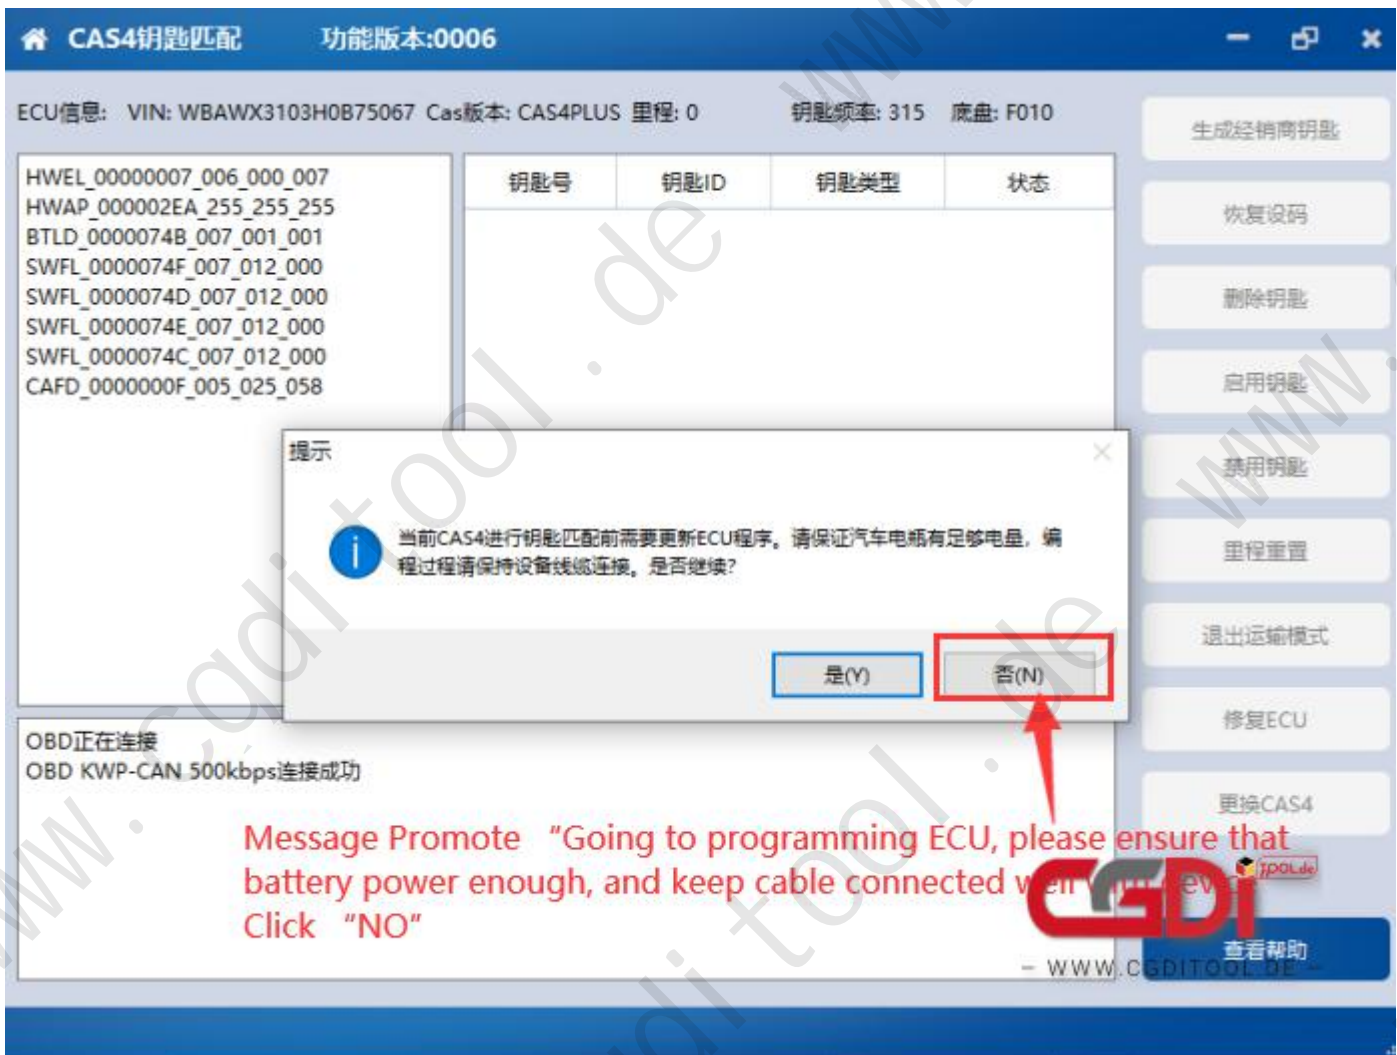 CAS4钥匙匹配 功能版本:0006
ECU信息: VIN: WBAWX3103H0B75067 Cas版本: CAS4PLUS 里程: 0 钥匙频率: 315 底盘: F010
HWEL_00000007_006_000_007
HWAP_000002EA_255_255_255
BTLD_0000074B_007_001_001
SWFL_0000074F_007_012_000
SWFL_0000074D_007_012_000
SWFL_0000074E_007_012_000
SWFL_0000074C_007_012_000
CAFD_0000000F_005_025_058
钥匙号 钥匙ID 钥匙类型 状态
生成经销商钥匙
恢复设码
删除钥匙
启用钥匙
禁用钥匙
里程重置
退出运输模式
修复ECU
更换CAS4
查看帮助
提示
当前CAS4进行钥匙匹配前需要更新ECU程序。请保证汽车电瓶有足够电量，编
程过程请保持设备线缆连接。是否继续?
是(Y) 否(N)
OBD正在连接
OBD KWP-CAN 500kbps连接成功
Message Promote “Going to programming ECU, please ensure that
battery power enough, and keep cable connected well
Click “NO”
CGDI TOOL.de
- WWW.CGDITOOL.DE -
www.cgditool.de